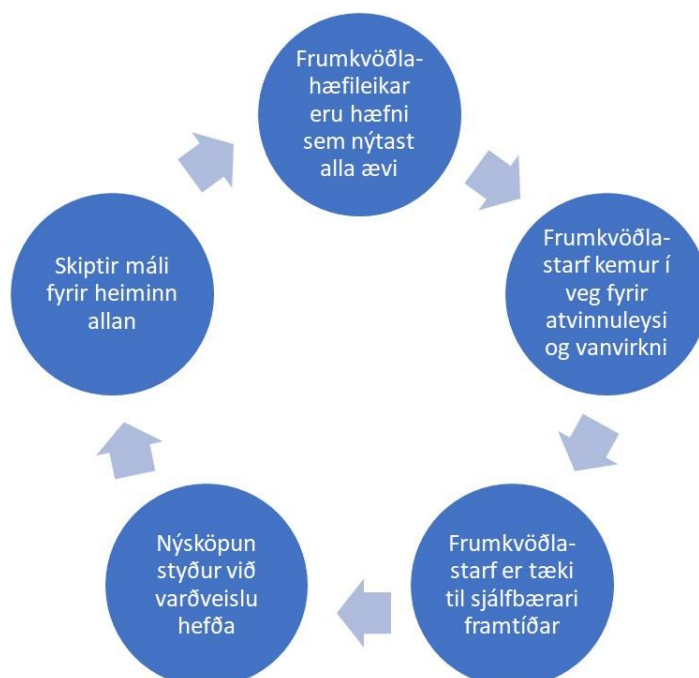 Frumkvöðla-
hæfileikar
eru hæfni
sem nýtast
alla ævi
Frumkvöðla-
starf kemur í
veg fyrir
atvinnuleysi
og vanvirkni
Frumkvöðla-
starf er tæki
til sjálfbærari
framtíðar
Nýsköpun
styður við
varðveislu
hefða
Skiptir máli
fyrir heiminn
allan